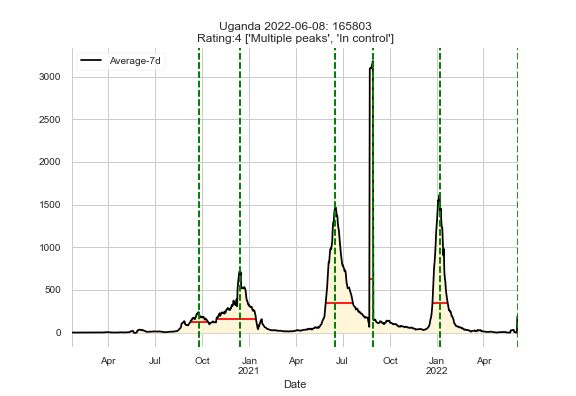 Uganda 2022-06-08: 165803
Rating:4 ['Multiple peaks', 'In control']
Average-7d
3000
2500
2000
1500
1000
500
0
Apr
Jul
Oct
Jan
2021
Apr
Jul
Oct
Jan
2022
Apr
Date